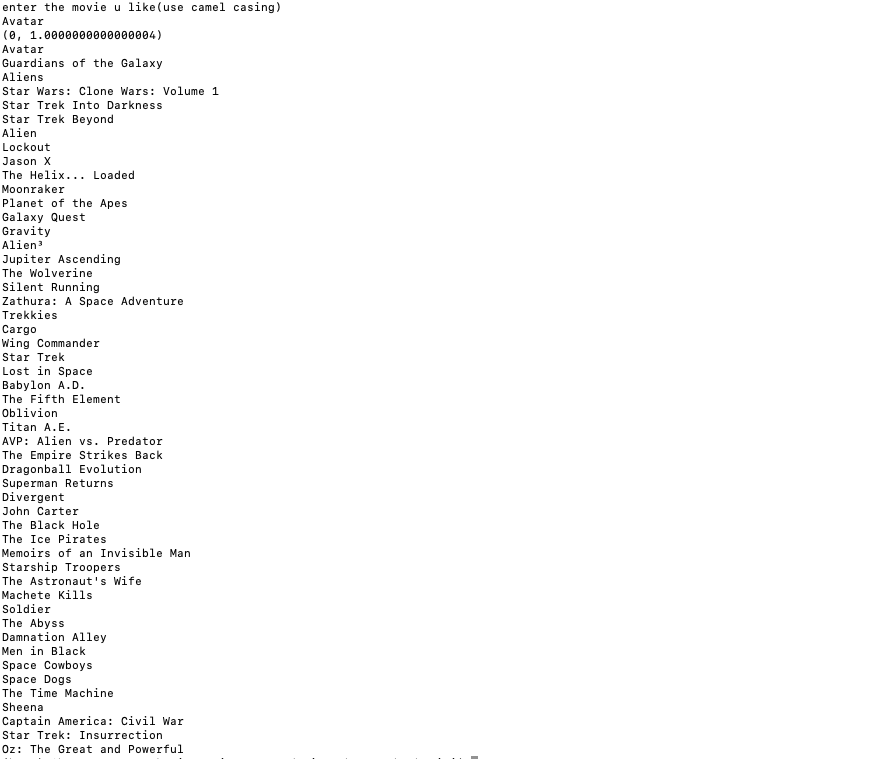 enter the movie u like(use camel casing)
Avatar
(0, 1.0000000000000004)
Avatar
Guardians of the Galaxy
Aliens
Star Wars: Clone Wars: Volume 1
Star Trek Into Darkness
Star Trek Beyond
Alien
Lockout
Jason X
The Helix... Loaded
Moonraker
Planet of the Apes
Galaxy Quest
Gravity
Alien³
Jupiter Ascending
The Wolverine
Silent Running
Zathura: A Space Adventure
Trekkies
Cargo
Wing Commander
Star Trek
Lost in Space
Babylon A.D.
The Fifth Element
Oblivion
Titan A.E.
AVP: Alien vs. Predator
The Empire Strikes Back
Dragonball Evolution
Superman Returns
Divergent
John Carter
The Black Hole
The Ice Pirates
Memoirs of an Invisible Man
Starship Troopers
The Astronaut's Wife
Machete Kills
Soldier
The Abyss
Damnation Alley
Men in Black
Space Cowboys
Space Dogs
The Time Machine
Sheena
Captain America: Civil War
Star Trek: Insurrection
Oz: The Great and Powerful